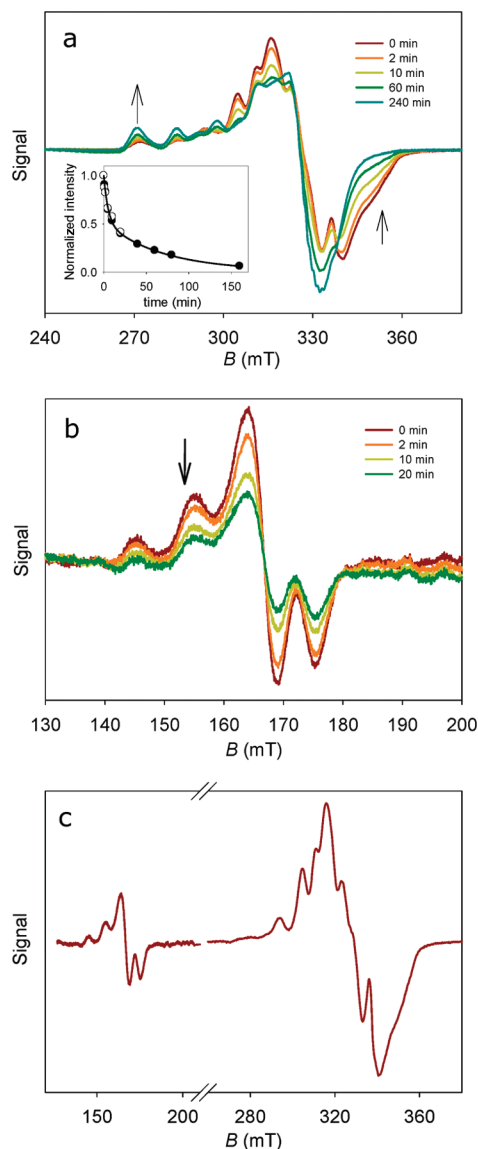 a
0 min
2 min
10 min
60 min
240 min
Signal
Normalized intensity
1.0
0.5
0.0
0 50 100 150
time (min)
240 270 300 330 360
B (mT)
b
0 min
2 min
10 min
20 min
Signal
130 140 150 160 170 180 190 200
B (mT)
c
Signal
150 200 280 320 360
B (mT)